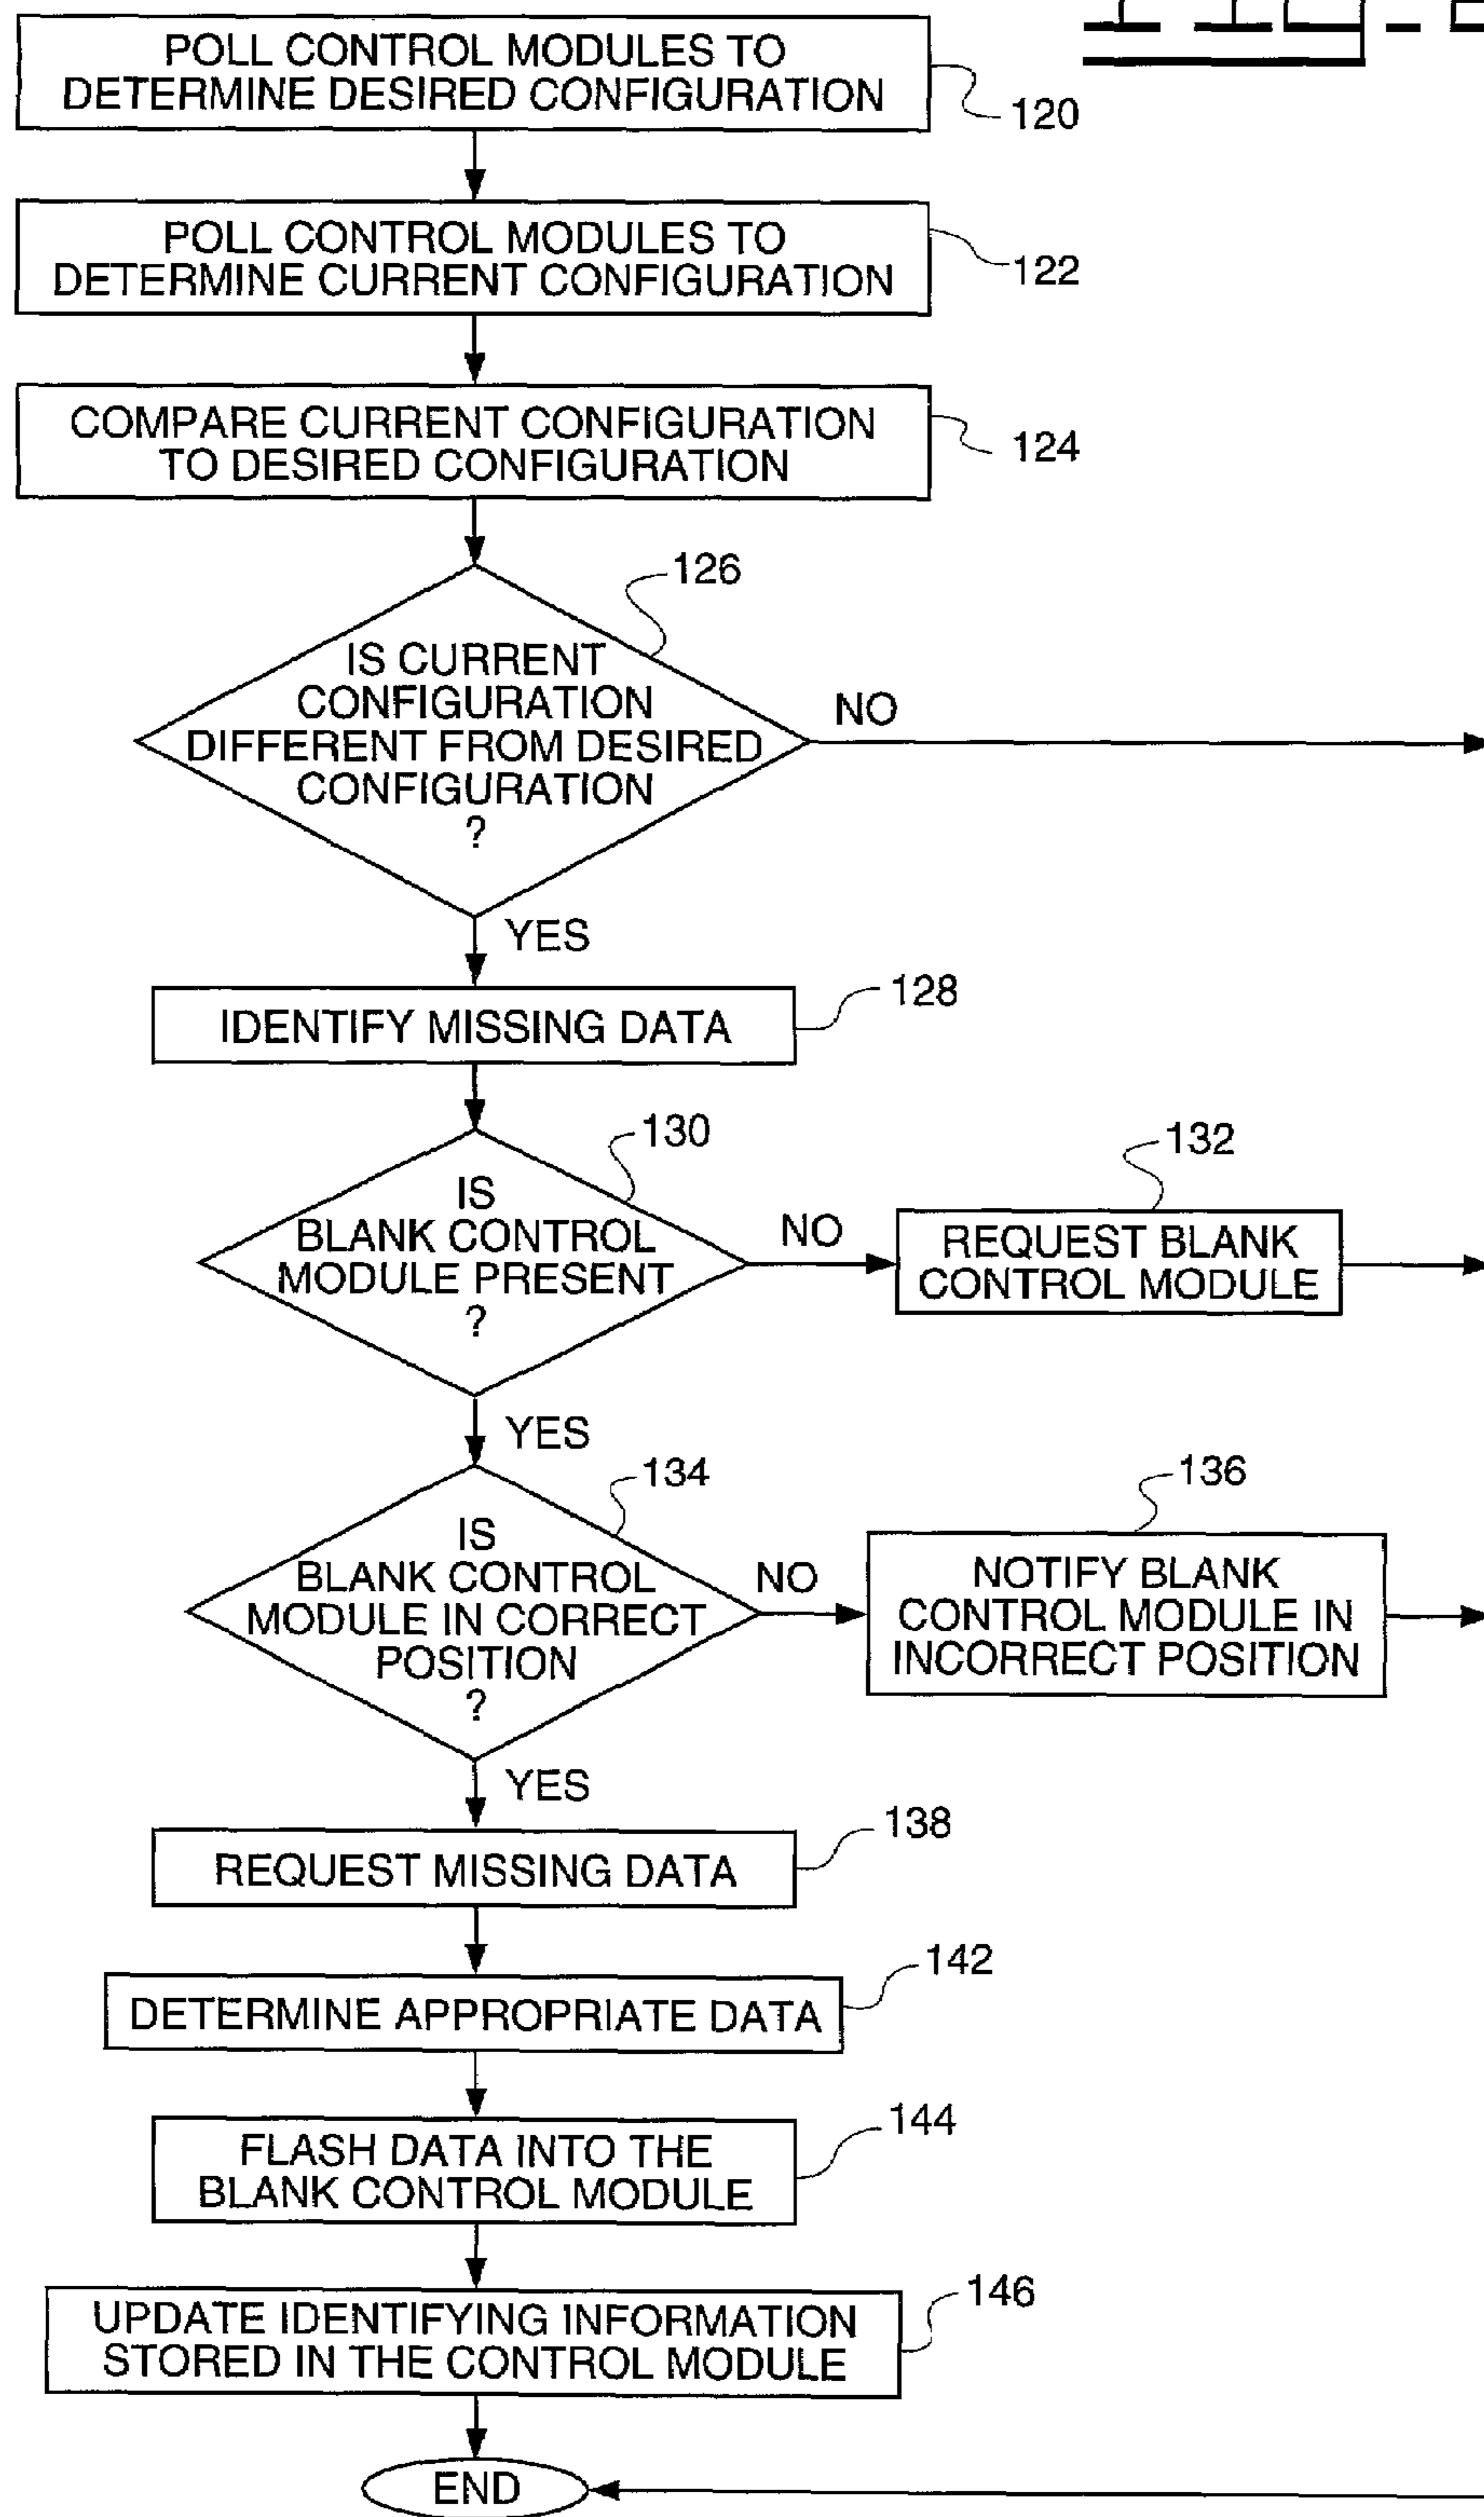 POLL CONTROL MODULES TO
DETERMINE DESIRED CONFIGURATION
120
POLL CONTROL MODULES TO
DETERMINE CURRENT CONFIGURATION
122
COMPARE CURRENT CONFIGURATION
TO DESIRED CONFIGURATION
124
126
IS CURRENT
CONFIGURATION
DIFFERENT FROM DESIRED
CONFIGURATION
?
NO
YES
128
IDENTIFY MISSING DATA
130
IS
BLANK CONTROL
MODULE PRESENT
?
NO
132
REQUEST BLANK
CONTROL MODULE
YES
134
IS
BLANK CONTROL
MODULE IN CORRECT
POSITION
?
NO
136
NOTIFY BLANK
CONTROL MODULE IN
INCORRECT POSITION
YES
138
REQUEST MISSING DATA
142
DETERMINE APPROPRIATE DATA
144
FLASH DATA INTO THE
BLANK CONTROL MODULE
146
UPDATE IDENTIFYING INFORMATION
STORED IN THE CONTROL MODULE
END